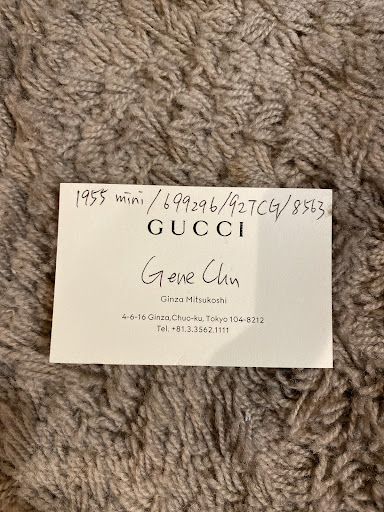 1955 mini/699296/92TCG/8563
GUCCI
Gene Chu
Ginza Mitsukoshi
4-6-16 Ginza,Chuo-ku, Tokyo 104-8212
Tel. +81.3.3562.1111